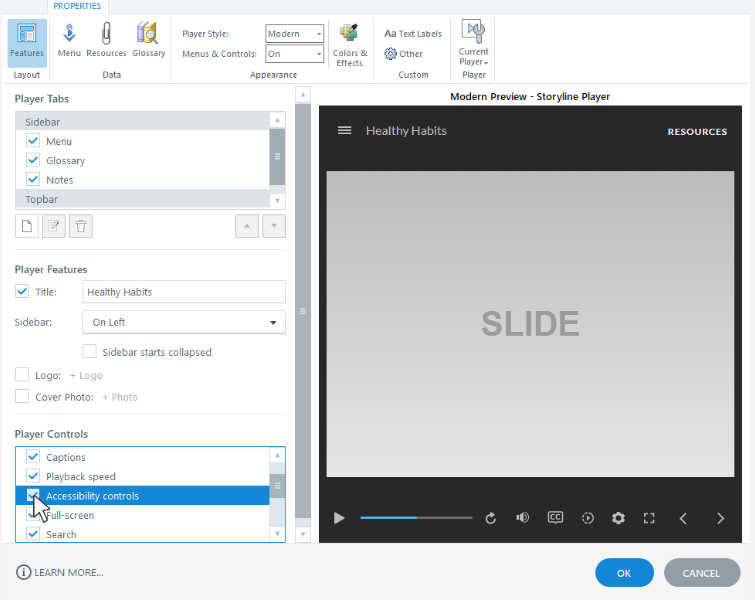 PROPERTIES
Features
Menu
Resources
Glossary
Player Style:
Modern
Menus & Controls:
On
Colors &
Effects
Aa Text Labels
Other
Current
Player
Layout
Data
Appearance
Custom
Player
Player Tabs
Sidebar
Menu
Glossary
Notes
Topbar
Player Features
Title:
Healthy Habits
Sidebar:
On Left
Sidebar starts collapsed
Logo:
+ Logo
Cover Photo:
+ Photo
Player Controls
Captions
Playback speed
Accessibility controls
Full-screen
Search
Modern Preview - Storyline Player
Healthy Habits
RESOURCES
SLIDE
CC
LEARN MORE...
OK
CANCEL